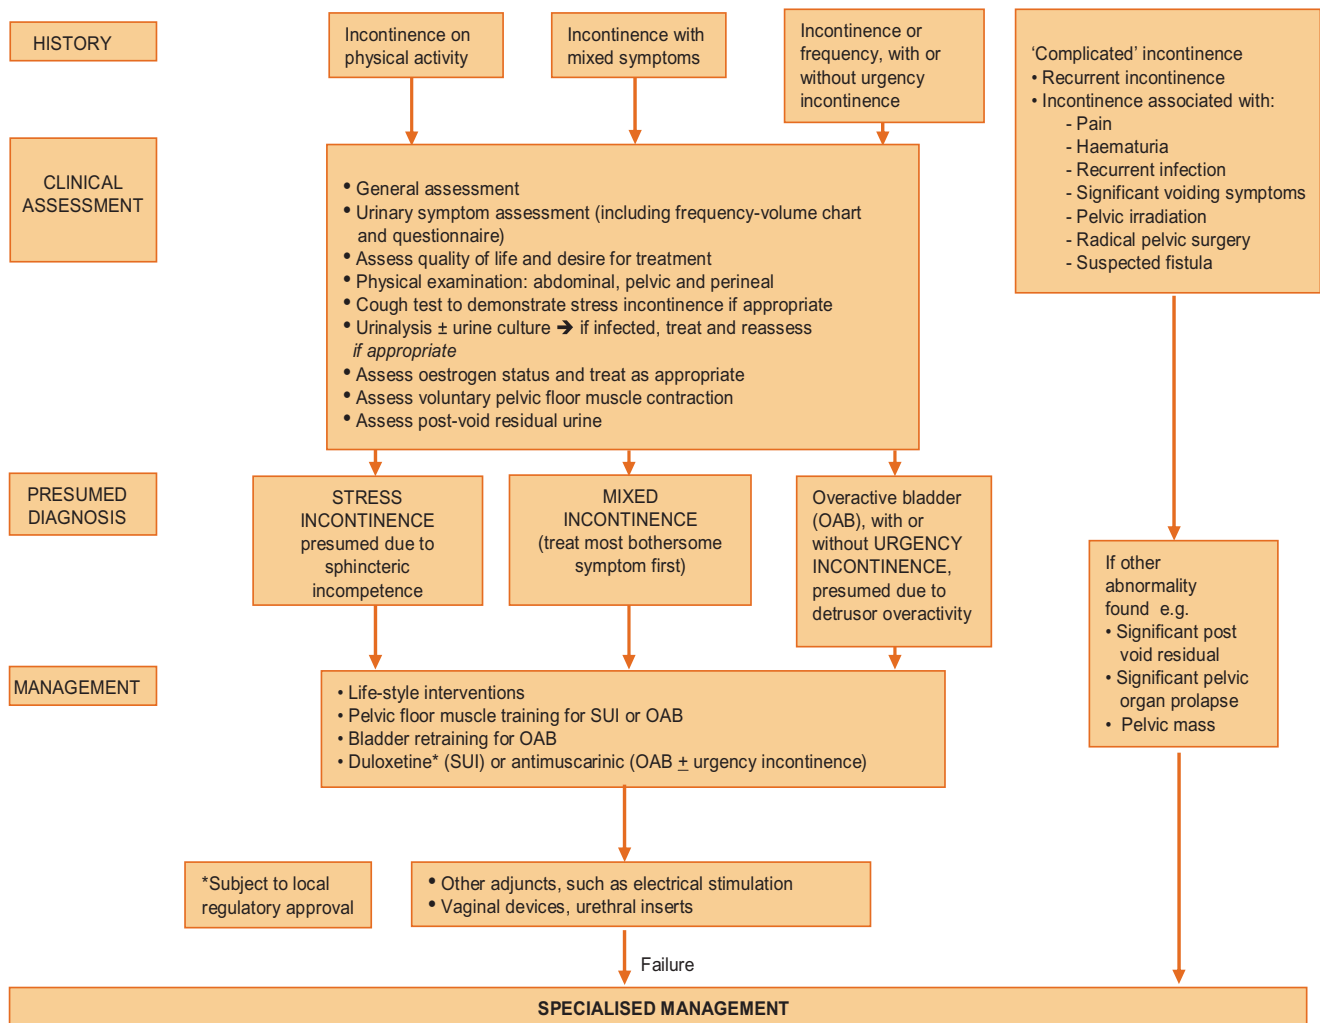 HISTORY
Incontinence on
physical activity
Incontinence with
mixed symptoms
Incontinence or
frequency, with or
without urgency
incontinence
‘Complicated’ incontinence
• Recurrent incontinence
• Incontinence associated with:
- Pain
- Haematuria
- Recurrent infection
- Significant voiding symptoms
- Pelvic irradiation
- Radical pelvic surgery
- Suspected fistula
CLINICAL
ASSESSMENT
• General assessment
• Urinary symptom assessment (including frequency-volume chart
and questionnaire)
• Assess quality of life and desire for treatment
• Physical examination: abdominal, pelvic and perineal
• Cough test to demonstrate stress incontinence if appropriate
• Urinalysis ± urine culture ➔ if infected, treat and reassess
if appropriate
• Assess oestrogen status and treat as appropriate
• Assess voluntary pelvic floor muscle contraction
• Assess post-void residual urine
PRESUMED
DIAGNOSIS
STRESS
INCONTINENCE
presumed due to
sphincteric
incompetence
MIXED
INCONTINENCE
(treat most bothersome
symptom first)
Overactive bladder
(OAB), with or
without URGENCY
INCONTINENCE,
presumed due to
detrusor overactivity
If other
abnormality
found e.g.
• Significant post
void residual
• Significant pelvic
organ prolapse
• Pelvic mass
MANAGEMENT
• Life-style interventions
• Pelvic floor muscle training for SUI or OAB
• Bladder retraining for OAB
• Duloxetine* (SUI) or antimuscarinic (OAB ± urgency incontinence)
*Subject to local
regulatory approval
• Other adjuncts, such as electrical stimulation
• Vaginal devices, urethral inserts
Failure
SPECIALISED MANAGEMENT